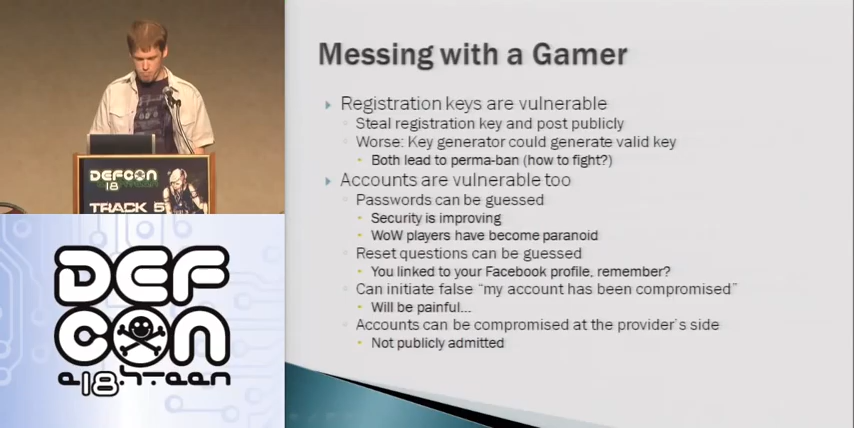 Messing with a Gamer
Registration keys are vulnerable
Steal registration key and post publicly
Worse: Key generator could generate valid key
Both lead to perma-ban (how to fight?)
Accounts are vulnerable too
Passwords can be guessed
Security is improving
WoW players have become paranoid
Reset questions can be guessed
You linked to your Facebook profile, remember?
Can initiate false “my account has been compromised”
Will be painful...
Accounts can be compromised at the provider's side
Not publicly admitted
DEFCON
18
TRACK 5
DEF
CON
e18hteen